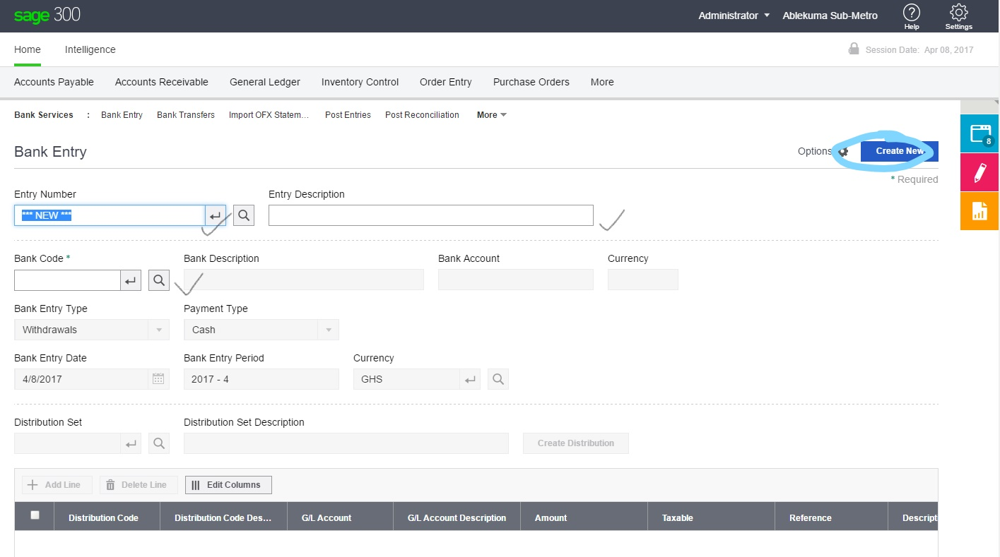 sage 300 Administrator Ablekuma Sub-Metro Help Settings
Home Intelligence Session Date: Apr 08, 2017
Accounts Payable Accounts Receivable General Ledger Inventory Control Order Entry Purchase Orders More
Bank Services : Bank Entry Bank Transfers Import OFX Statem... Post Entries Post Reconciliation More
8
Bank Entry Options Create New
* Required
Entry Number Entry Description
*** NEW ***
Bank Code * Bank Description Bank Account Currency
Bank Entry Type Payment Type
Withdrawals Cash
Bank Entry Date Bank Entry Period Currency
4/8/2017 2017 - 4 GHS
Distribution Set Distribution Set Description
Create Distribution
Add Line Delete Line Edit Columns
Distribution Code Distribution Code Des... G/L Account G/L Account Description Amount Taxable Reference Descripti